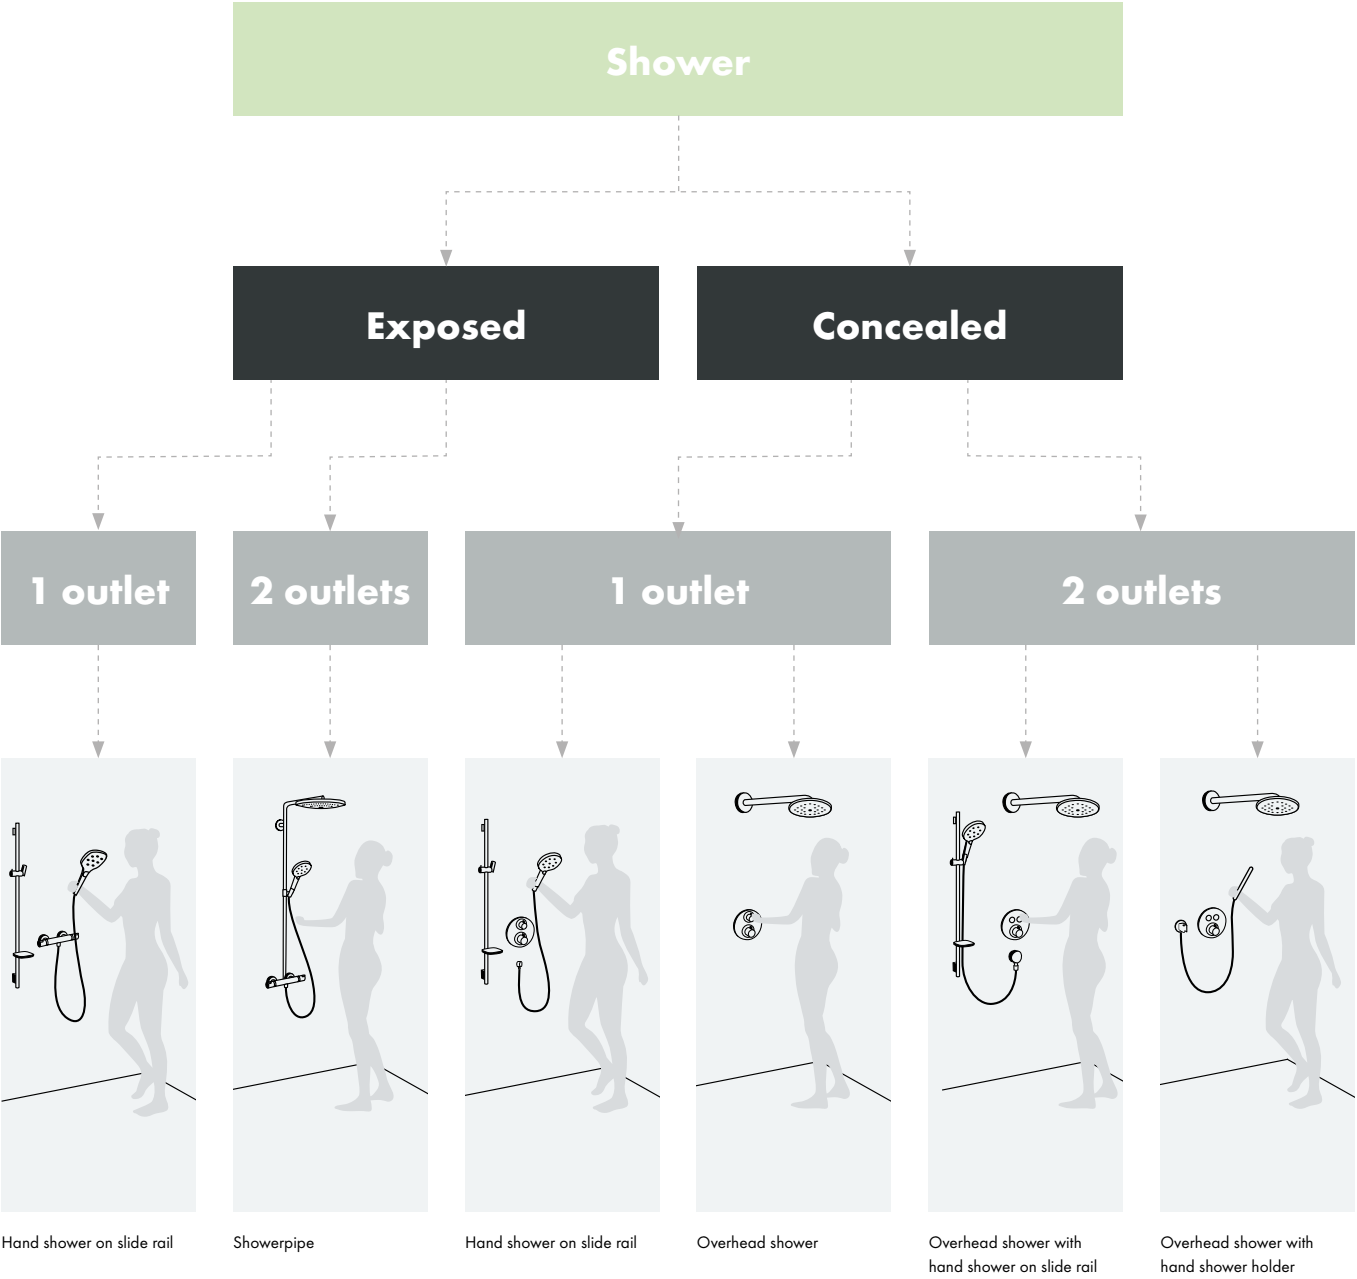 Shower
Exposed
Concealed
1 outlet
2 outlets
1 outlet
2 outlets
Hand shower on slide rail
Showerpipe
Hand shower on slide rail
Overhead shower
Overhead shower with
hand shower on slide rail
Overhead shower with
hand shower holder